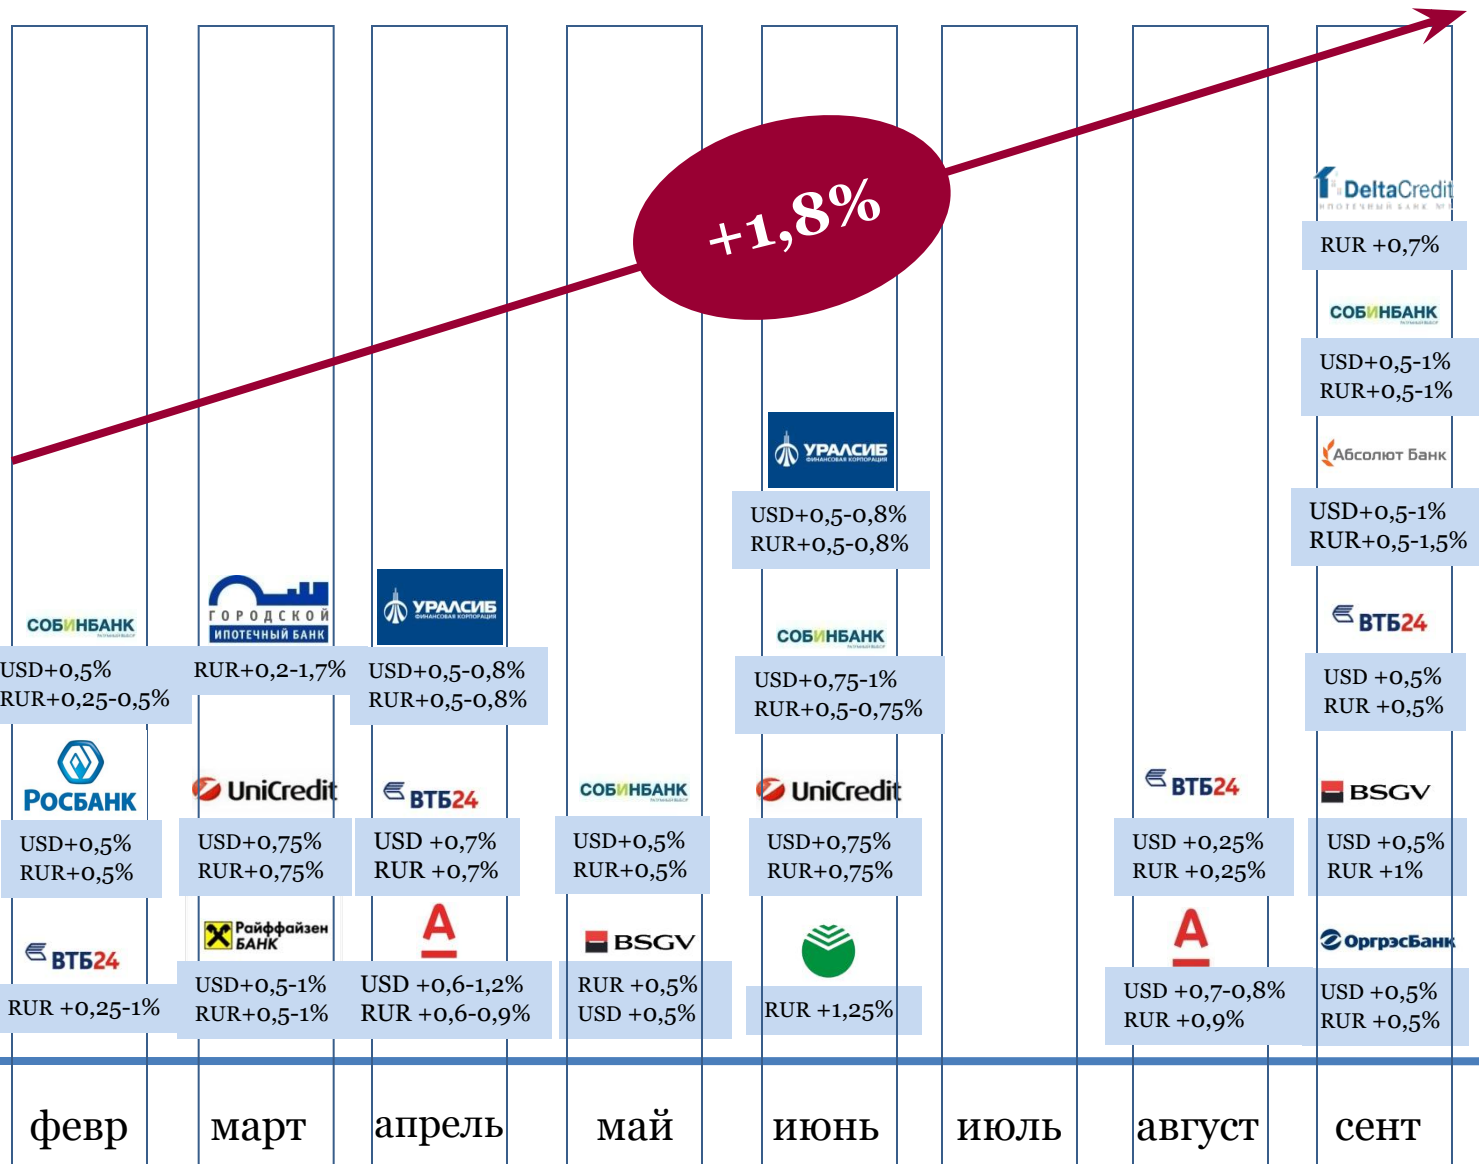 +1,8%
СОБИНБАНК
USD+0,5%
RUR+0,25-0,5%
РОСБАНК
USD+0,5%
RUR+0,5%
ВТБ24
RUR +0,25-1%
ГОРОДСКОЙ
ИПОТЕЧНЫЙ БАНК
RUR+0,2-1,7%
UniCredit
USD+0,75%
RUR+0,75%
Райффайзен
БАНК
USD+0,5-1%
RUR+0,5-1%
УРАЛСИБ
ФИНАНСОВАЯ КОРПОРАЦИЯ
USD+0,5-0,8%
RUR+0,5-0,8%
ВТБ24
USD +0,7%
RUR +0,7%
А
USD +0,6-1,2%
RUR +0,6-0,9%
СОБИНБАНК
USD+0,5%
RUR+0,5%
BSGV
RUR +0,5%
USD +0,5%
УРАЛСИБ
ФИНАНСОВАЯ КОРПОРАЦИЯ
USD+0,5-0,8%
RUR+0,5-0,8%
СОБИНБАНК
USD+0,75-1%
RUR+0,5-0,75%
UniCredit
USD+0,75%
RUR+0,75%
RUR +1,25%
ВТБ24
USD +0,25%
RUR +0,25%
А
USD +0,7-0,8%
RUR +0,9%
DeltaCredit
ИПОТЕЧНЫЙ БАНК №1
RUR +0,7%
СОБИНБАНК
USD+0,5-1%
RUR+0,5-1%
Абсолют Банк
USD+0,5-1%
RUR+0,5-1,5%
ВТБ24
USD +0,5%
RUR +0,5%
BSGV
USD +0,5%
RUR +1%
ОргрэсБанк
USD +0,5%
RUR +0,5%
февр
март
апрель
май
июнь
июль
август
сент